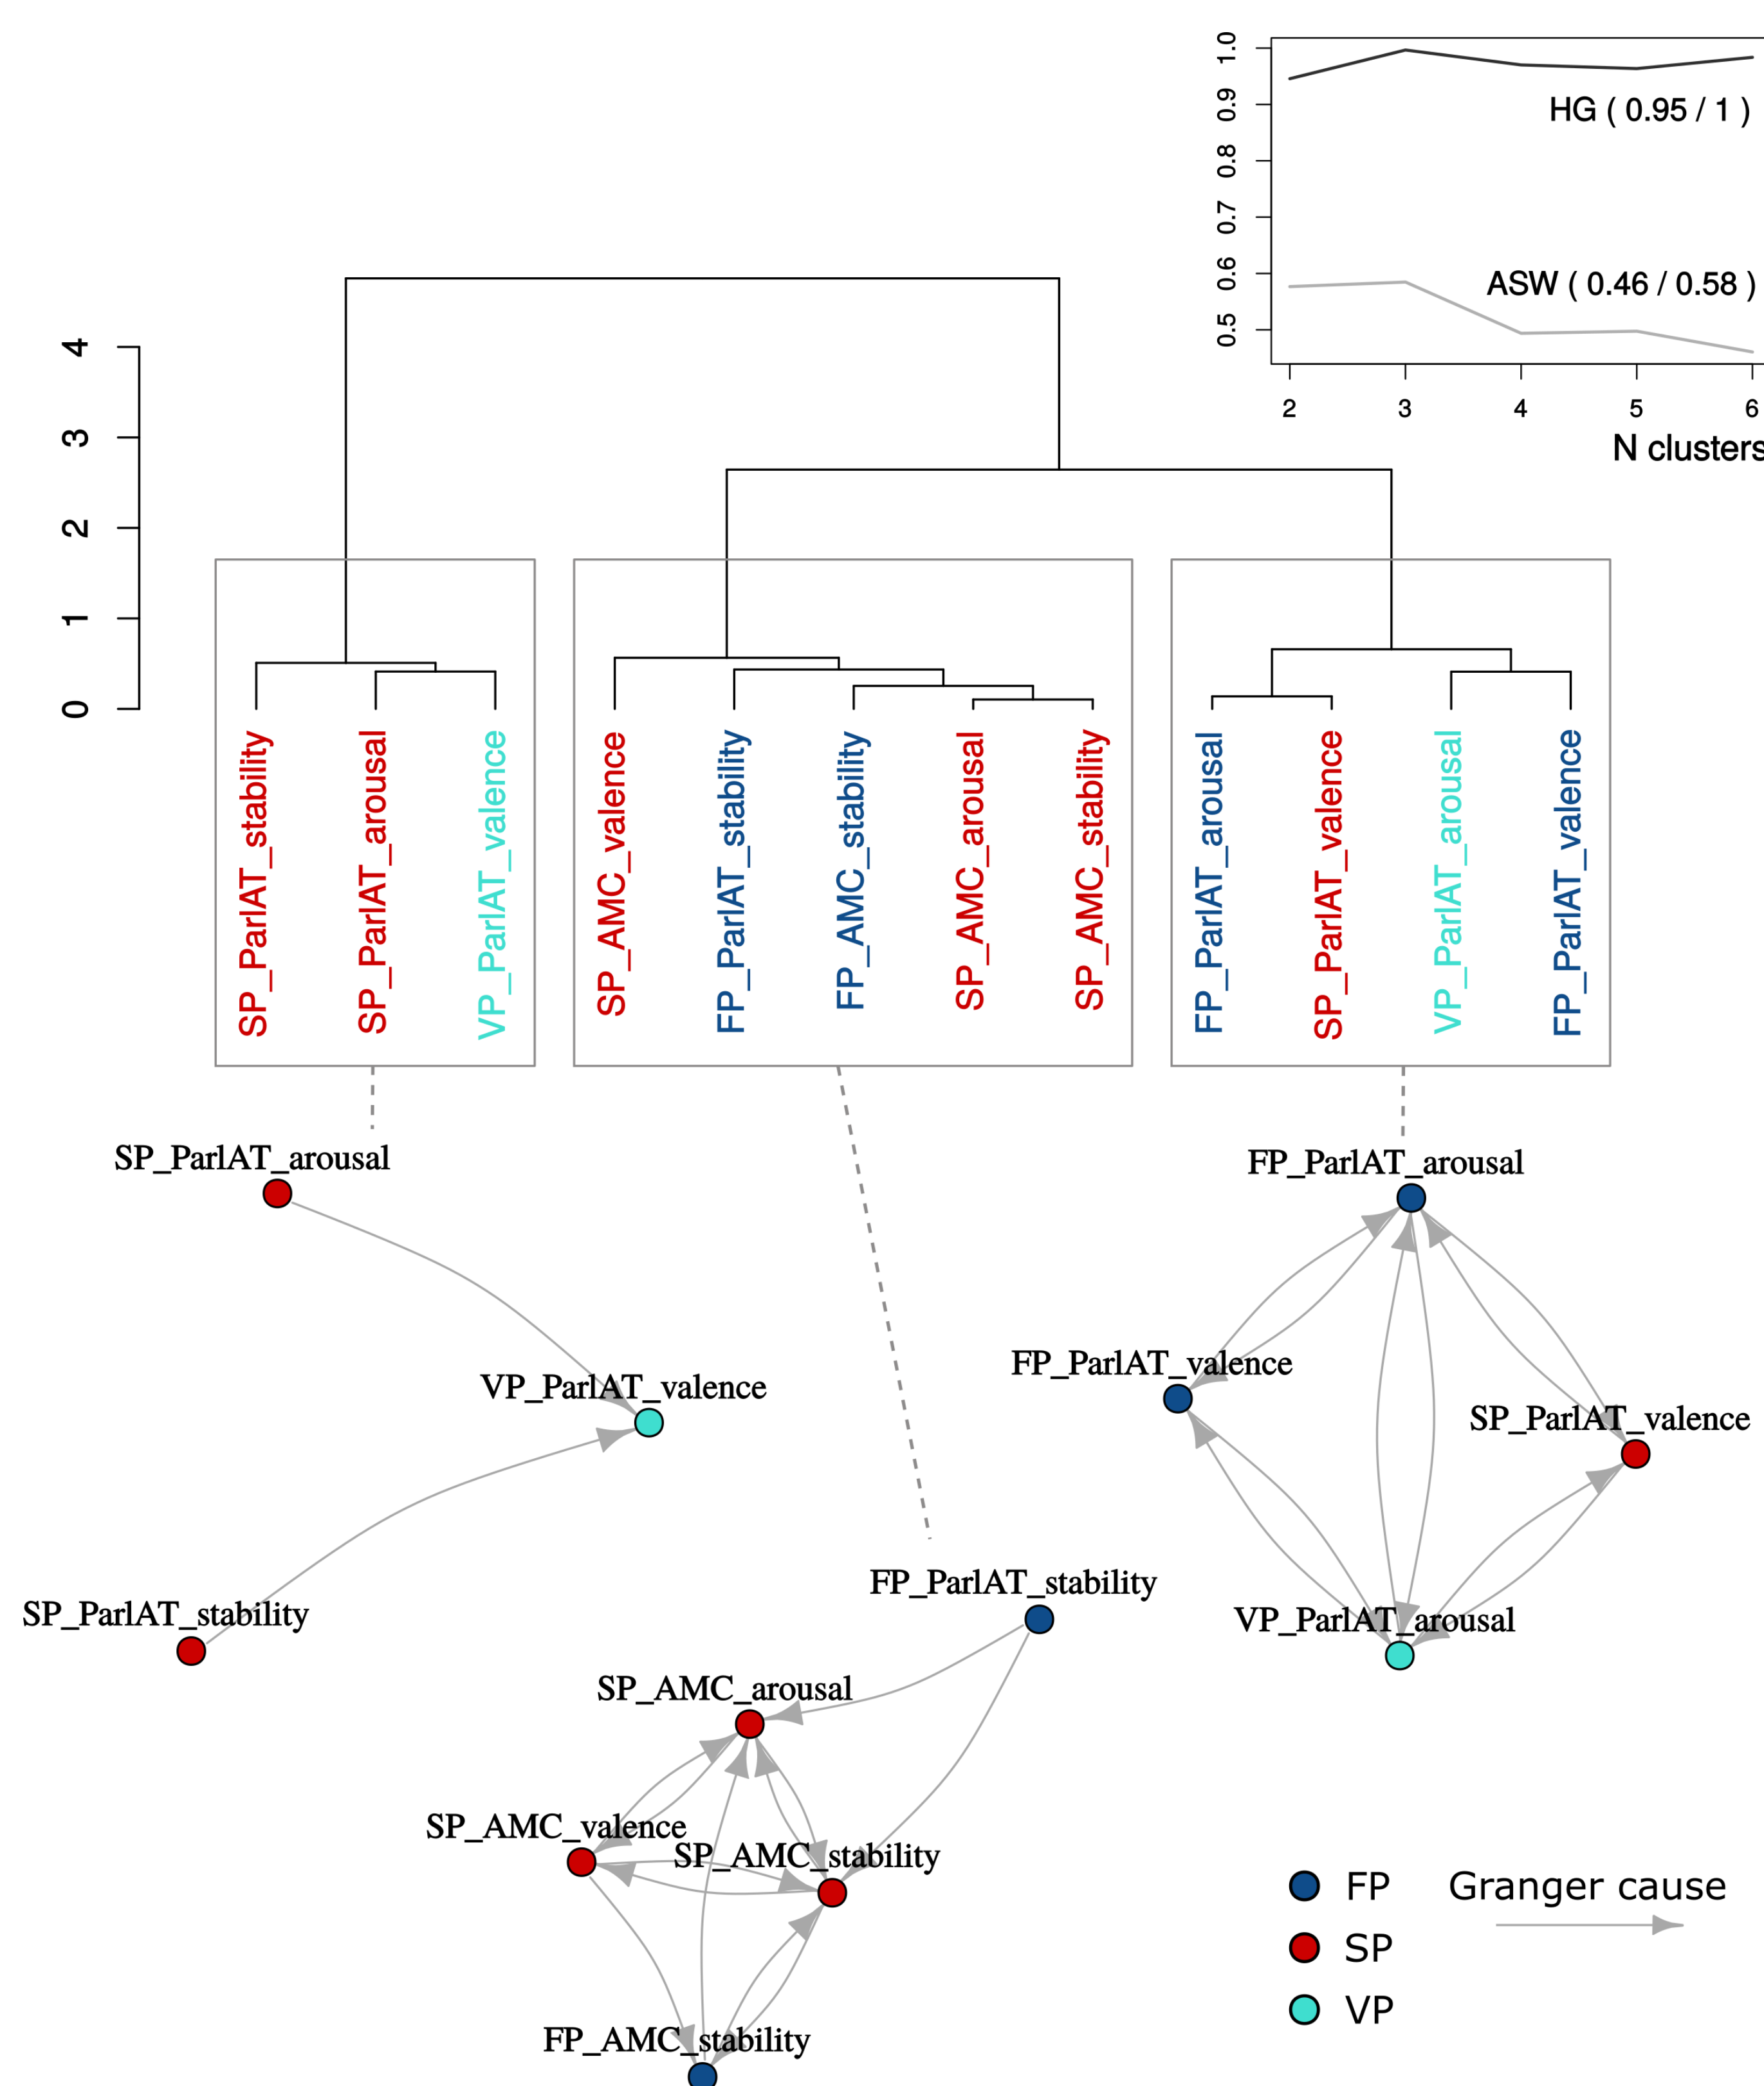 1.0
0.9
0.8
0.7
0.6
0.5
HG ( 0.95 / 1 )
ASW ( 0.46 / 0.58 )
2 3 4 5 6
N clusters
4
3
2
1
0
SP_ParlAT_stability
SP_ParlAT_arousal
VP_ParlAT_valence
SP_AMC_valence
FP_ParlAT_stability
FP_AMC_stability
SP_AMC_arousal
SP_AMC_stability
FP_ParlAT_arousal
SP_ParlAT_valence
VP_ParlAT_arousal
FP_ParlAT_valence
SP_ParlAT_arousal
FP_ParlAT_arousal
FP_ParlAT_valence
VP_ParlAT_valence
SP_ParlAT_valence
FP_ParlAT_stability
SP_ParlAT_stability
VP_ParlAT_arousal
SP_AMC_arousal
SP_AMC_valence
SP_AMC_stability
FP_AMC_stability
FP
SP
VP
Granger cause